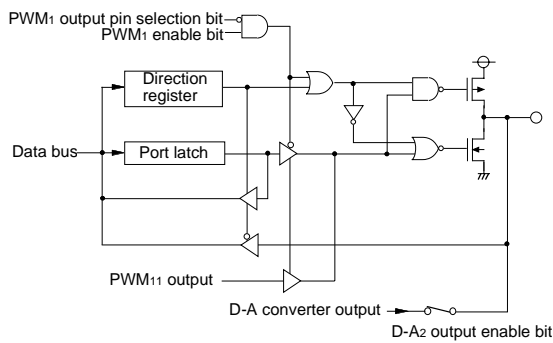 PWM1 output pin selection bit
PWM1 enable bit
Direction
register
Data bus
Port latch
PWM11 output
D-A converter output
D-A2 output enable bit